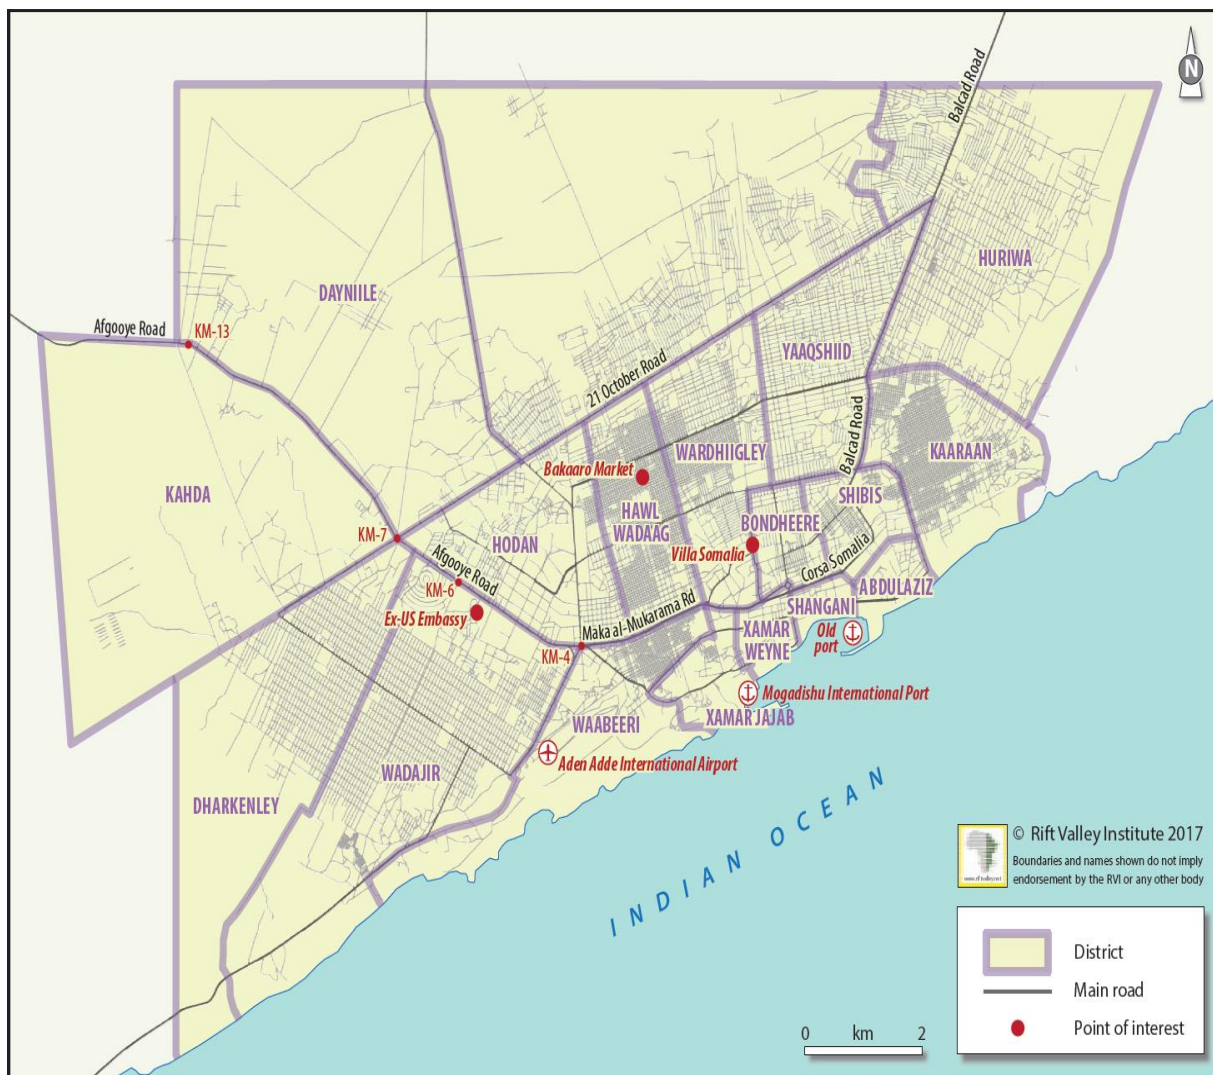 N
Balcad Road
HURIWA
DAYNIILE
Afgooye Road
KM-13
21 October Road
YAAQSHIID
Balcad Road
KAARAAN
WARDHIIGLEY
Bakaaro Market
KAHDA
SHIBIS
HAWL
WADAAG
BONDHEERE
KM-7
HODAN
Villa Somalia
Afgooye Road
Corsa Somalia
KM-6
ABDULAZIZ
Ex-US Embassy
Maka al-Mukarama Rd
SHANGANI
XAMAR
WEYNE
Old
port
KM-4
Mogadishu International Port
XAMAR JAJAB
WAABEERI
Aden Adde International Airport
WADAJIR
DHARKENLEY
INDIAN OCEAN
© Rift Valley Institute 2017
Boundaries and names shown do not imply
endorsement by the RVI or any other body
District
Main road
Point of interest
0 km 2